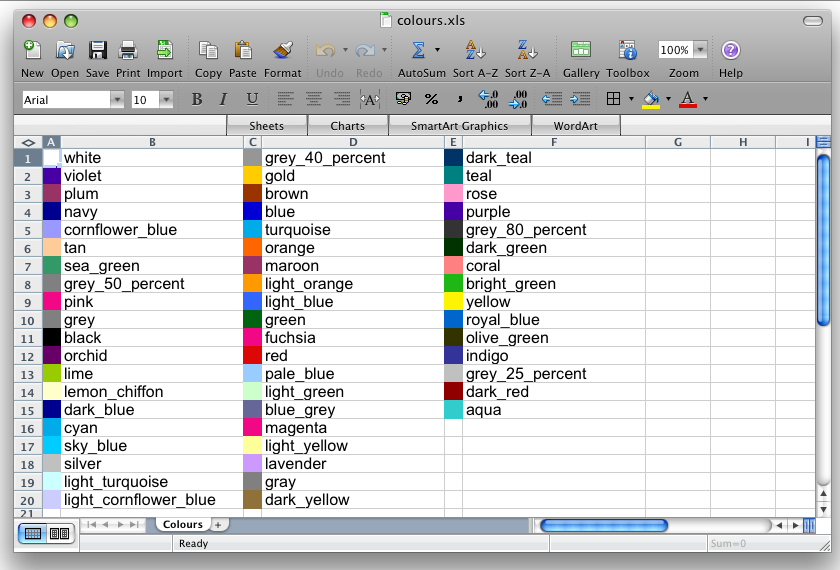 colours.xls
New Open Save Print Import Copy Paste Format Undo Redo AutoSum Sort A-Z Sort Z-A Gallery Toolbox 100% Zoom Help
Arial 10 B I U A % , .0 .00 .00 .0 A
Sheets Charts SmartArt Graphics WordArt
A B C D E F G H I
1 white grey_40_percent dark_teal
2 violet gold teal
3 plum brown rose
4 navy blue purple
5 cornflower_blue turquoise grey_80_percent
6 tan orange dark_green
7 sea_green maroon coral
8 grey_50_percent light_orange bright_green
9 pink light_blue yellow
10 grey green royal_blue
11 black fuchsia olive_green
12 orchid red indigo
13 lime pale_blue grey_25_percent
14 lemon_chiffon light_green dark_red
15 dark_blue blue_grey aqua
16 cyan magenta
17 sky_blue light_yellow
18 silver lavender
19 light_turquoise gray
20 light_cornflower_blue dark_yellow
21
Colours +
Ready Sum=0